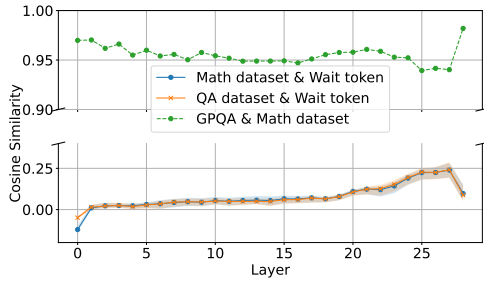 1.00
0.95
0.90
Cosine Similarity
Math dataset & Wait token
QA dataset & Wait token
GPQA & Math dataset
0.25
0.00
0 5 10 15 20 25
Layer